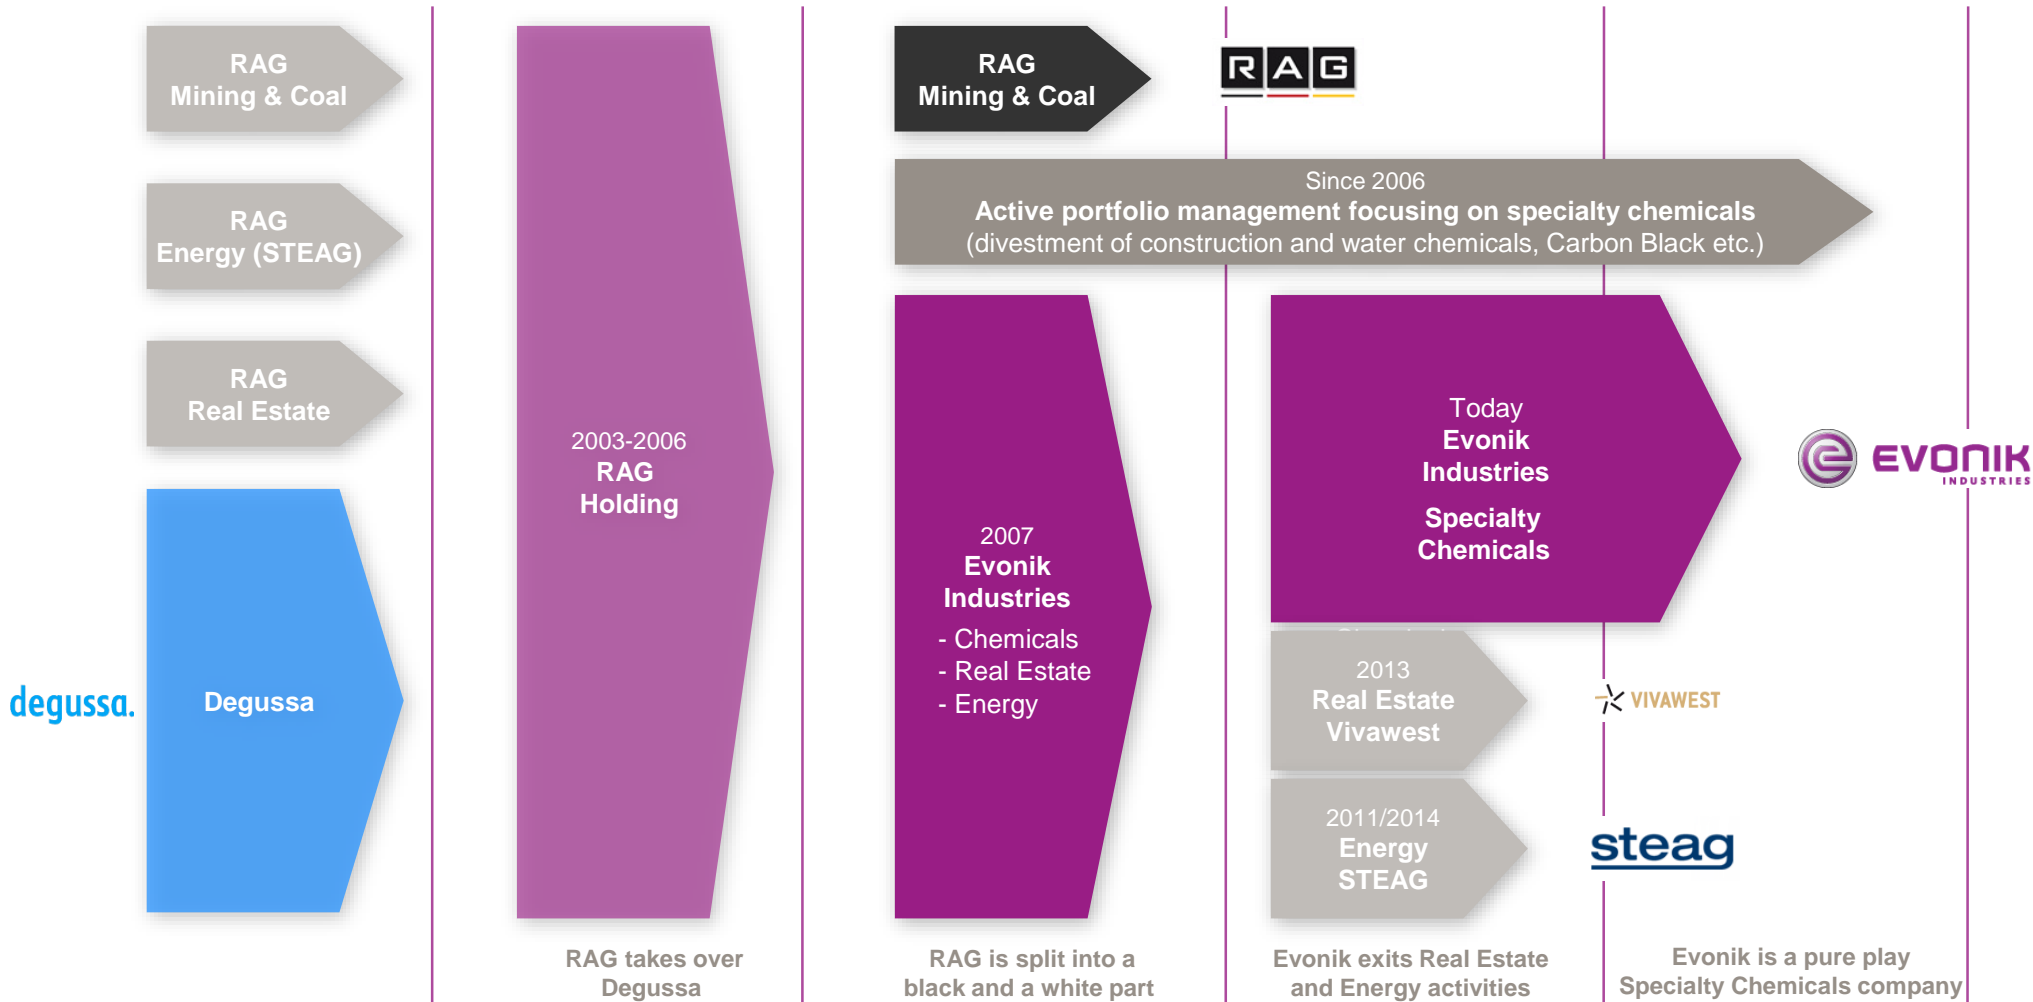 RAG
Mining & Coal
RAG
Energy (STEAG)
RAG
Real Estate
degussa.
Degussa
2003-2006
RAG
Holding
RAG takes over
Degussa
RAG
Mining & Coal
RAG
Since 2006
Active portfolio management focusing on specialty chemicals
(divestment of construction and water chemicals, Carbon Black etc.)
2007
Evonik
Industries
- Chemicals
- Real Estate
- Energy
RAG is split into a
black and a white part
Today
Evonik
Industries
Specialty
Chemicals
EVONIK
INDUSTRIES
2013
Real Estate
Vivawest
VIVAWEST
2011/2014
Energy
STEAG
steag
Evonik exits Real Estate
and Energy activities
Evonik is a pure play
Specialty Chemicals company